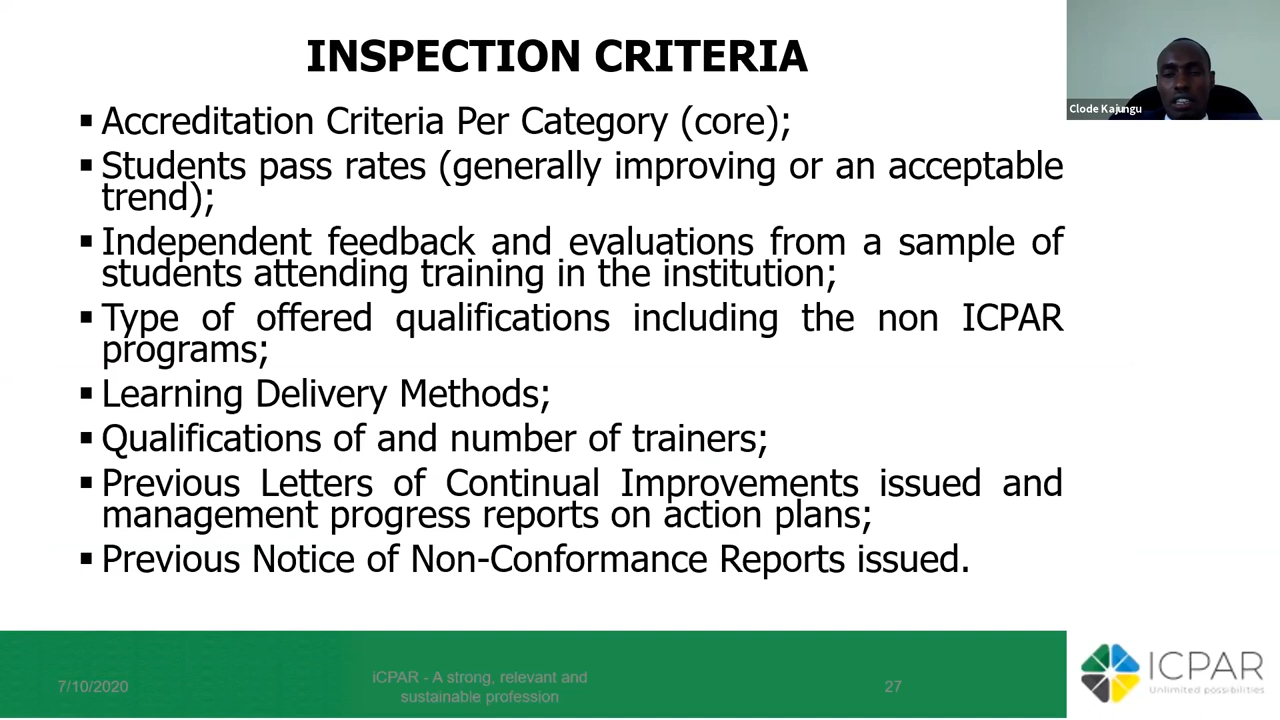 INSPECTION CRITERIA
Clode Kajungu
▪ Accreditation Criteria Per Category (core);
▪ Students pass rates (generally improving or an acceptable
trend);
▪ Independent feedback and evaluations from a sample of
students attending training in the institution;
▪ Type of offered qualifications including the non ICPAR
programs;
▪ Learning Delivery Methods;
▪ Qualifications of and number of trainers;
▪ Previous Letters of Continual Improvements issued and
management progress reports on action plans;
▪ Previous Notice of Non-Conformance Reports issued.
7/10/2020
iCPAR - A strong, relevant and
sustainable profession
27
ICPAR
Unlimited possibilities